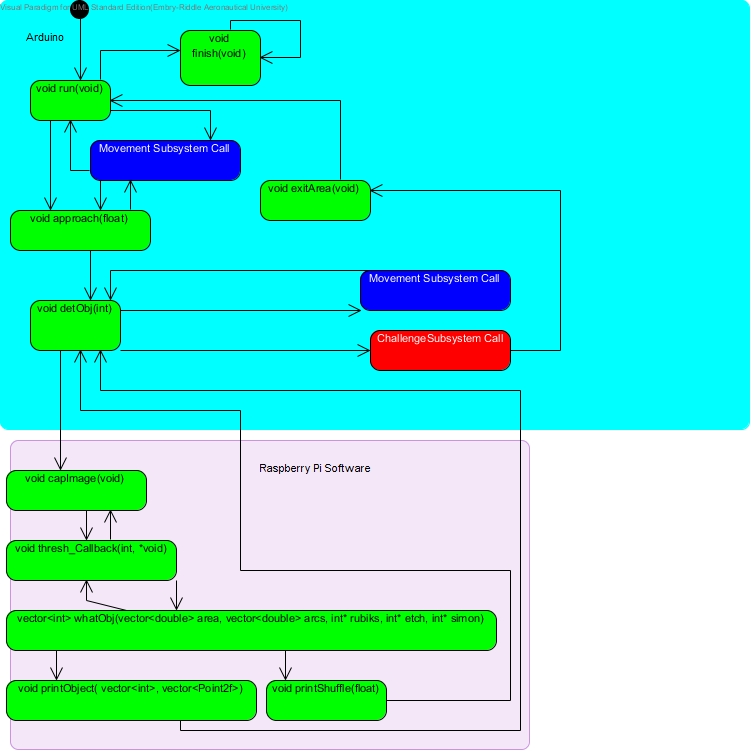 Visual Paradigm for UML Standard Edition(Embry-Riddle Aeronautical University)
Arduino
void
finish(void)
void run(void)
Movement Subsystem Call
void exitArea(void)
void approach(float)
Movement Subsystem Call
void detObj(int)
ChallengeSubsystem Call
Raspberry Pi Software
void capImage(void)
void thresh_Callback(int, *void)
vector<int> whatObj(vector<double> area, vector<double> arcs, int* rubiks, int* etch, int* simon)
void printObject( vector<int>, vector<Point2f>)
void printShuffle(float)